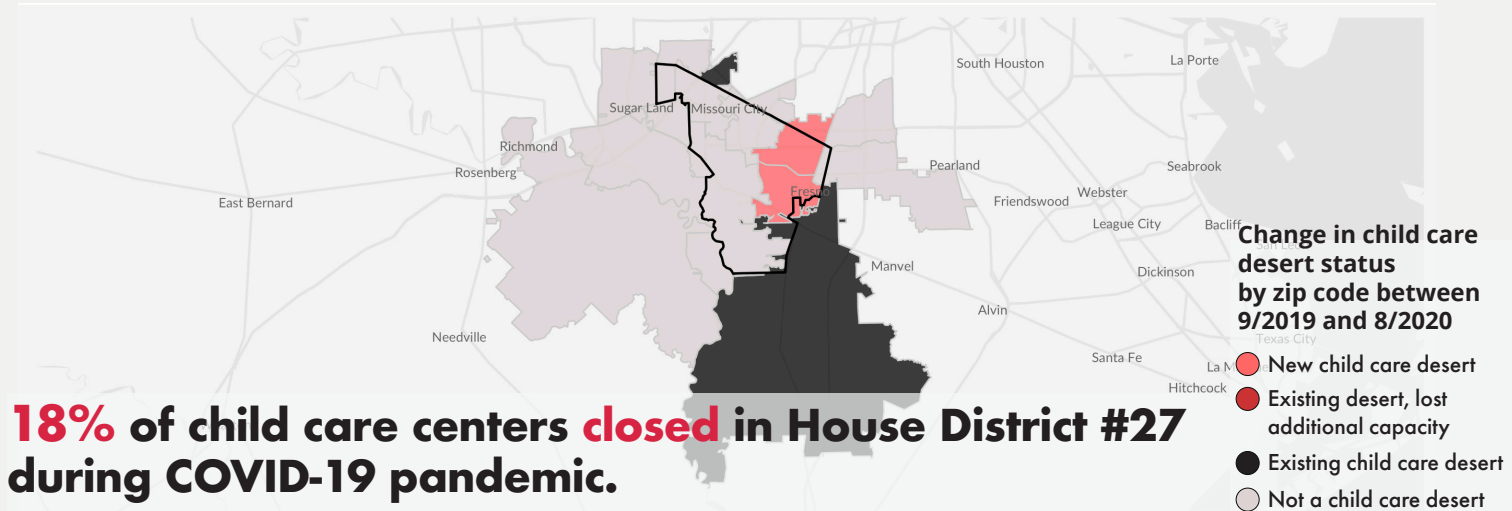 South Houston
La Porte
Sugar Land
Missouri City
Richmond
Rosenberg
Pearland
Seabrook
Fresno
Webster
East Bernard
Friendswood
League City
Bacliff
Change in child care
desert status
by zip code between
9/2019 and 8/2020
San Leon
Manvel
Dickinson
Alvin
Needville
Texas City
Santa Fe
La M
Hitchcock
New child care desert
Existing desert, lost
additional capacity
Existing child care desert
Not a child care desert
18% of child care centers closed in House District #27
during COVID-19 pandemic.